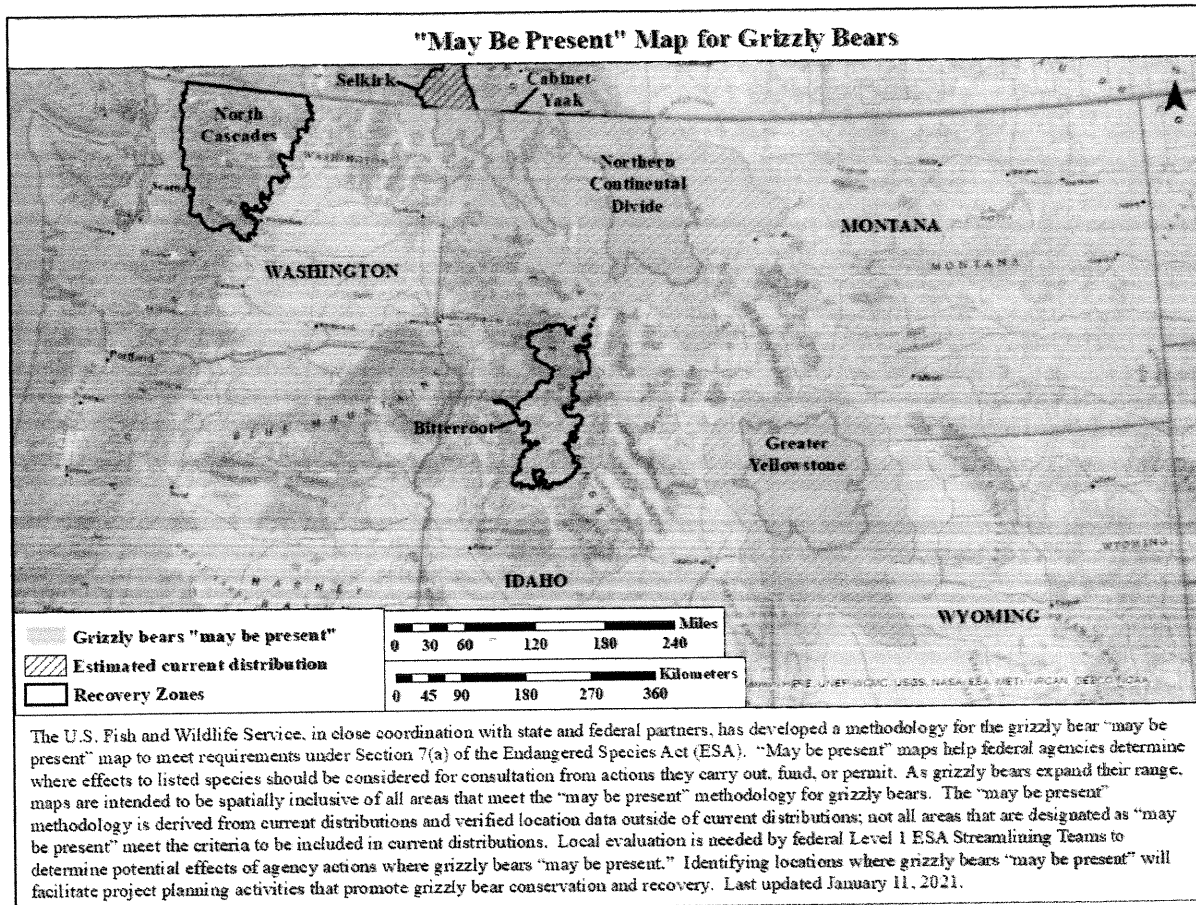 "May Be Present" Map for Grizzly Bears
Selkirk
Cabinet-
Yaak
North
Cascades
WASHINGTON
Northern
Continental
Divide
MONTANA
WASHINGTON
MONTANA
Portland
BLUE
Bitterroot
Greater
Yellowstone
WYOMING
IDAHO
HARNEY
WYOMING
Grizzly bears "may be present"
Estimated current distribution
Recovery Zones
Miles
0 30 60 120 180 240
Kilometers
0 45 90 180 270 360
The U.S. Fish and Wildlife Service, in close coordination with state and federal partners, has developed a methodology for the grizzly bear "may be
present" map to meet requirements under Section 7(a) of the Endangered Species Act (ESA). "May be present" maps help federal agencies determine
where effects to listed species should be considered for consultation from actions they carry out, fund, or permit. As grizzly bears expand their range,
maps are intended to be spatially inclusive of all areas that meet the "may be present" methodology for grizzly bears. The "may be present"
methodology is derived from current distributions and verified location data outside of current distributions; not all areas that are designated as "may
be present" meet the criteria to be included in current distributions. Local evaluation is needed by federal Level 1 ESA Streamlining Teams to
determine potential effects of agency actions where grizzly bears "may be present." Identifying locations where grizzly bears "may be present" will
facilitate project planning activities that promote grizzly bear conservation and recovery. Last updated January 11, 2021.